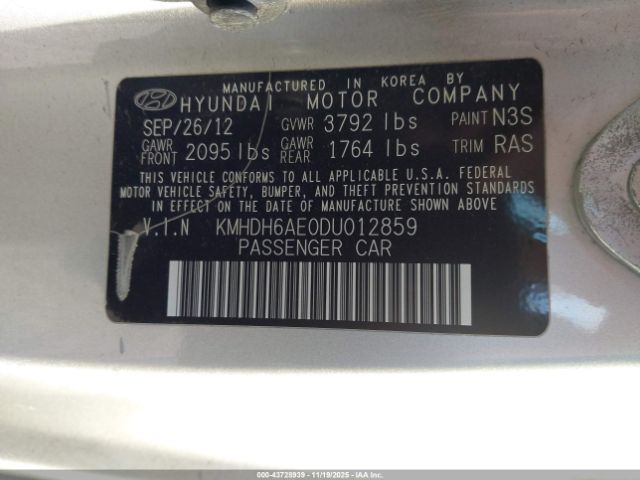 MANUFACTURED IN KOREA BY
HYUNDAI MOTOR COMPANY
SEP/26/12 GVWR 3792 lbs PAINT N3S
GAWR FRONT 2095 lbs GAWR REAR 1764 lbs TRIM RAS
THIS VEHICLE CONFORMS TO ALL APPLICABLE U.S.A. FEDERAL
MOTOR VEHICLE SAFETY, BUMPER, AND THEFT PREVENTION STANDARDS
IN EFFECT ON THE DATE OF MANUFACTURE SHOWN ABOVE.
V.I.N KMHDH6AE0DU012859
PASSENGER CAR
000-43728939 - 11/19/2025 - IAAI.COM